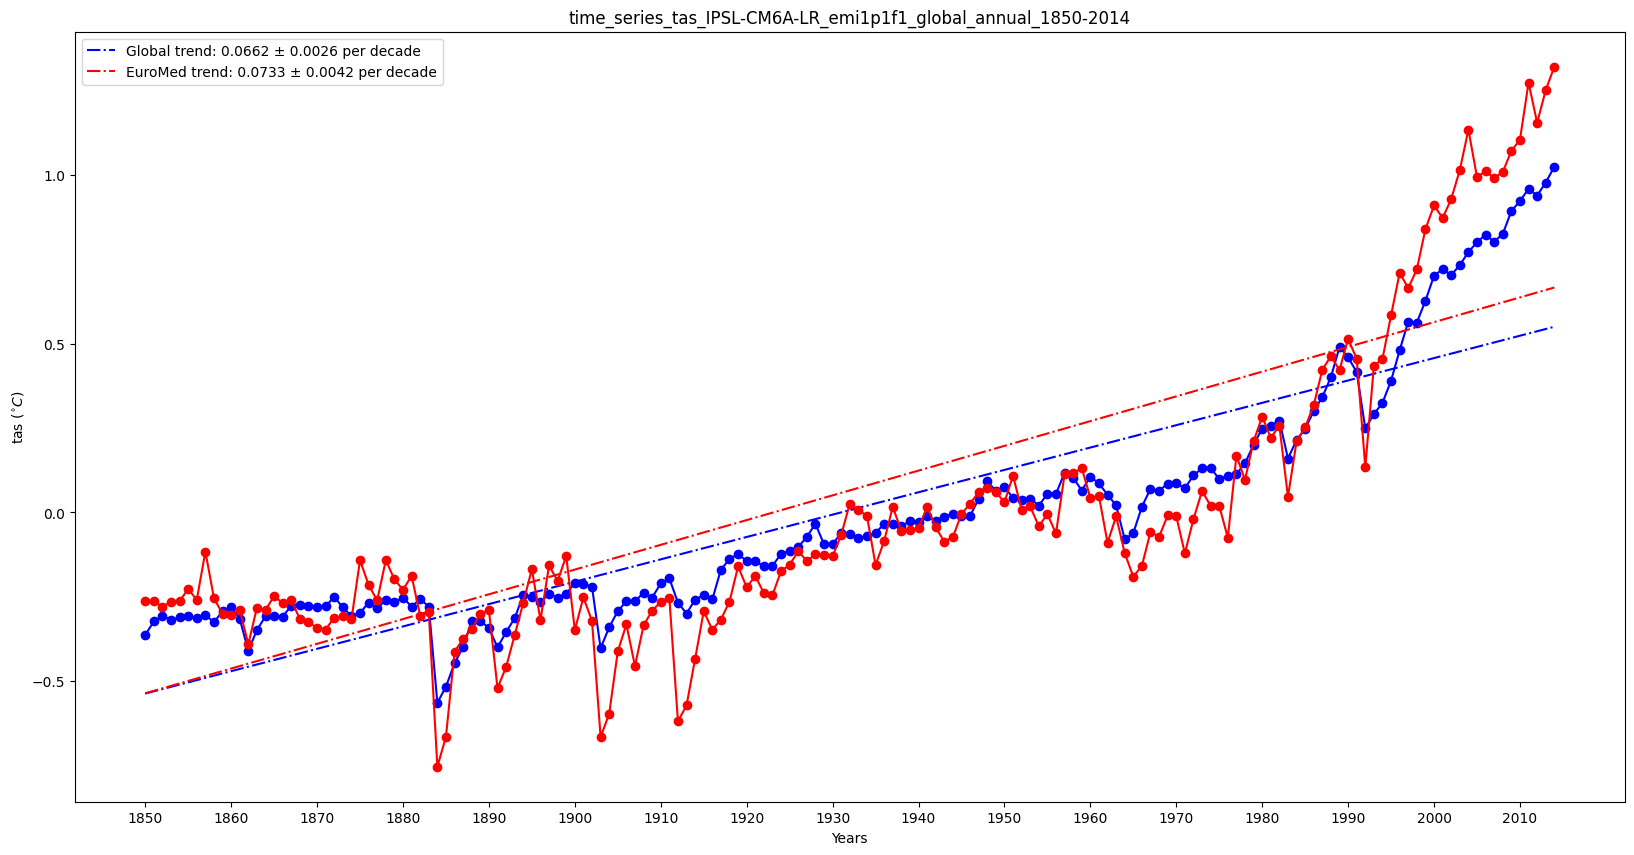 time_series_tas_IPSL-CM6A-LR_emi1p1f1_global_annual_1850-2014
Global trend: 0.0662 ± 0.0026 per decade
EuroMed trend: 0.0733 ± 0.0042 per decade
1.0
0.5
0.0
−0.5
tas (°C)
1850 1860 1870 1880 1890 1900 1910 1920 1930 1940 1950 1960 1970 1980 1990 2000 2010
Years